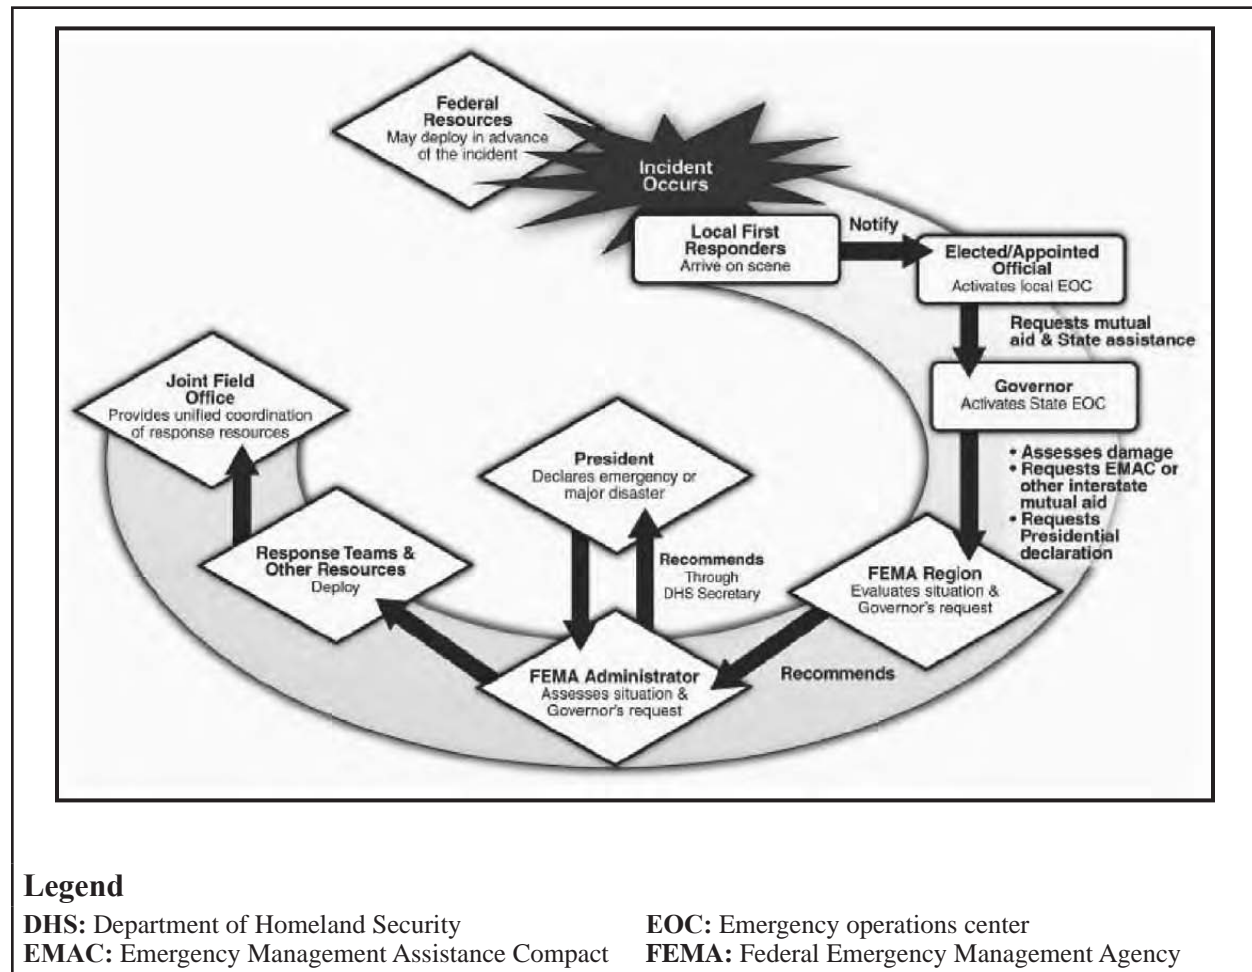 Federal
Resources
May deploy in advance
of the incident
Incident
Occurs
Local First
Responders
Arrive on scene
Notify
Elected/Appointed
Official
Activates local EOC
Requests mutual
aid & State assistance
Governor
Activates State EOC
• Assesses damage
• Requests EMAC or
other interstate
mutual aid
• Requests
Presidential
declaration
FEMA Region
Evaluates situation &
Governor's request
Recommends
FEMA Administrator
Assesses situation &
Governor's request
Recommends
Through
DHS Secretary
President
Declares emergency or
major disaster
Response Teams &
Other Resources
Deploy
Joint Field
Office
Provides unified coordination
of response resources
Legend
DHS: Department of Homeland Security
EMAC: Emergency Management Assistance Compact
EOC: Emergency operations center
FEMA: Federal Emergency Management Agency